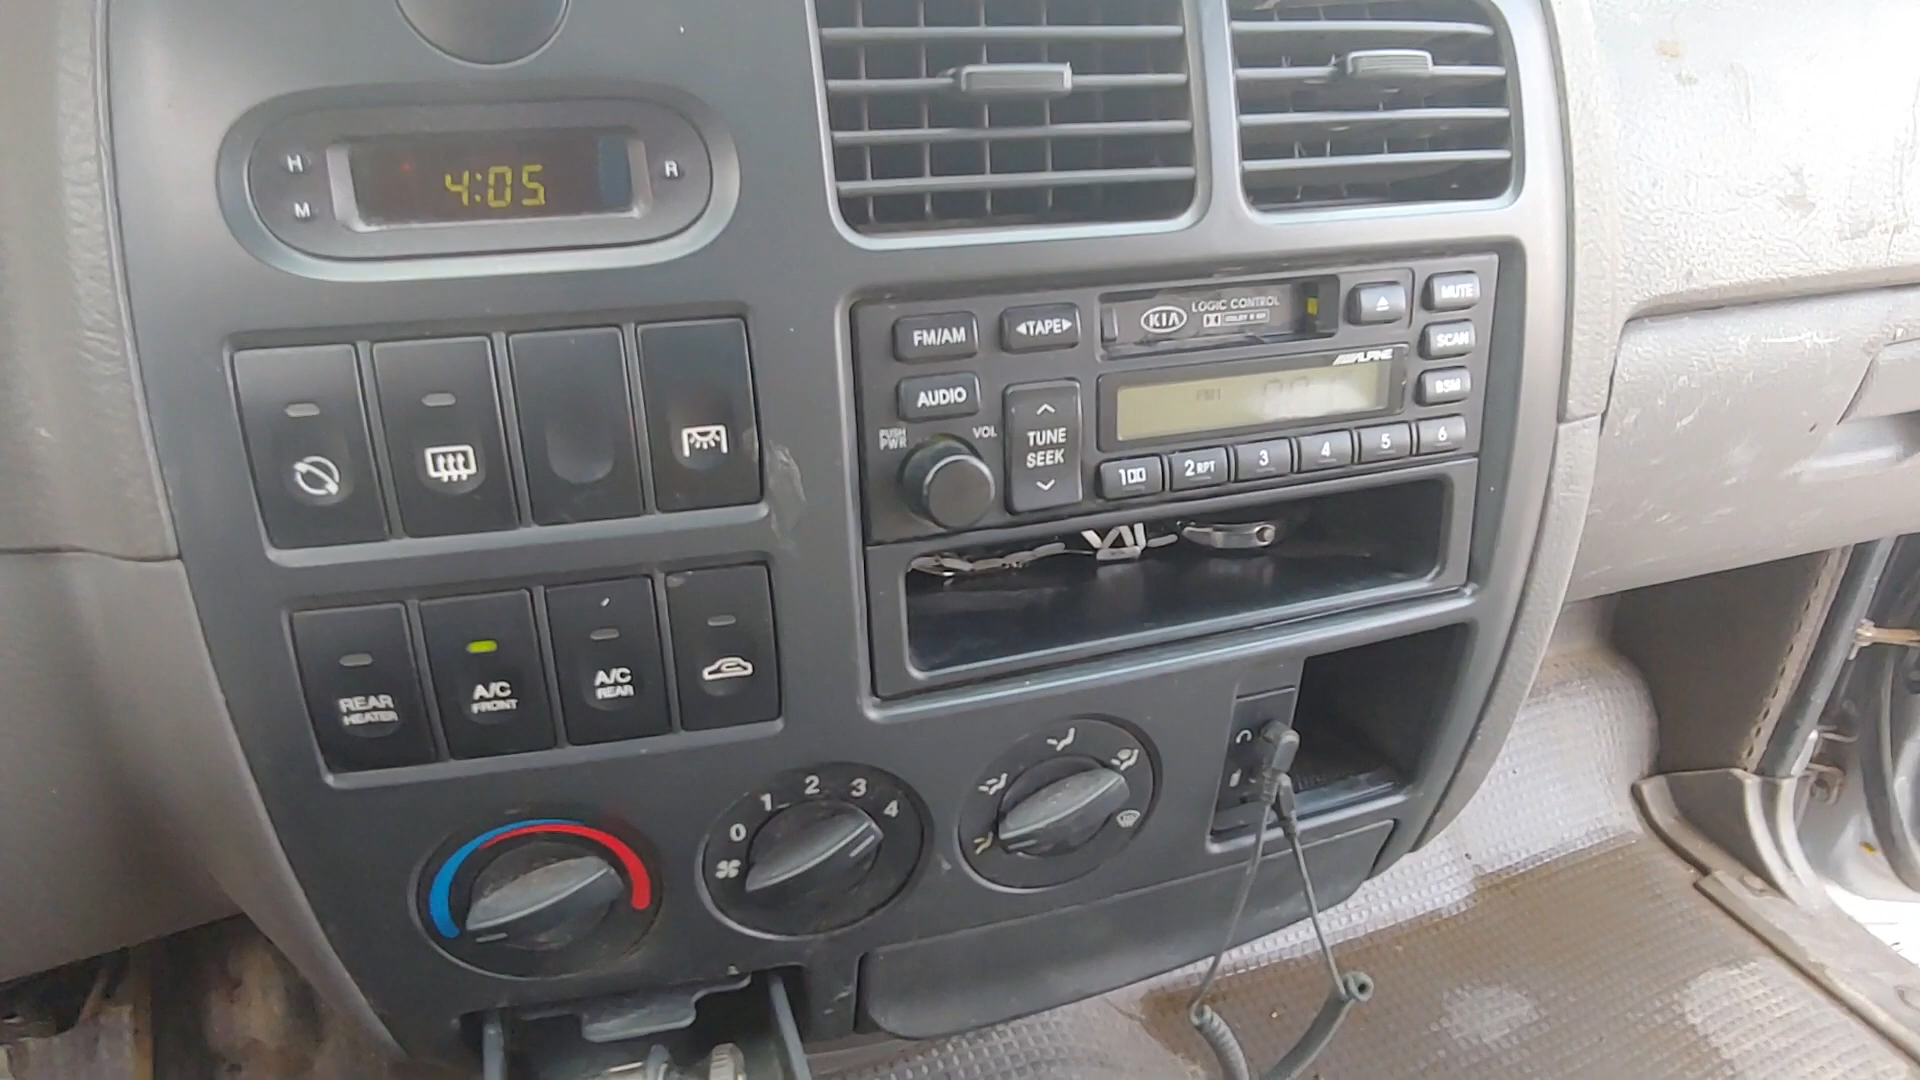 H
4:05
R
M
FM/AM
◀TAPE▶
KIA
LOGIC CONTROL
MUTE
SCAN
ALPINE
AUDIO
BSM
PUSH
PWR
VOL
TUNE
SEEK
1
2 RPT
3
4
5
6
REAR
HEATER
A/C
FRONT
A/C
REAR
0
1
2
3
4